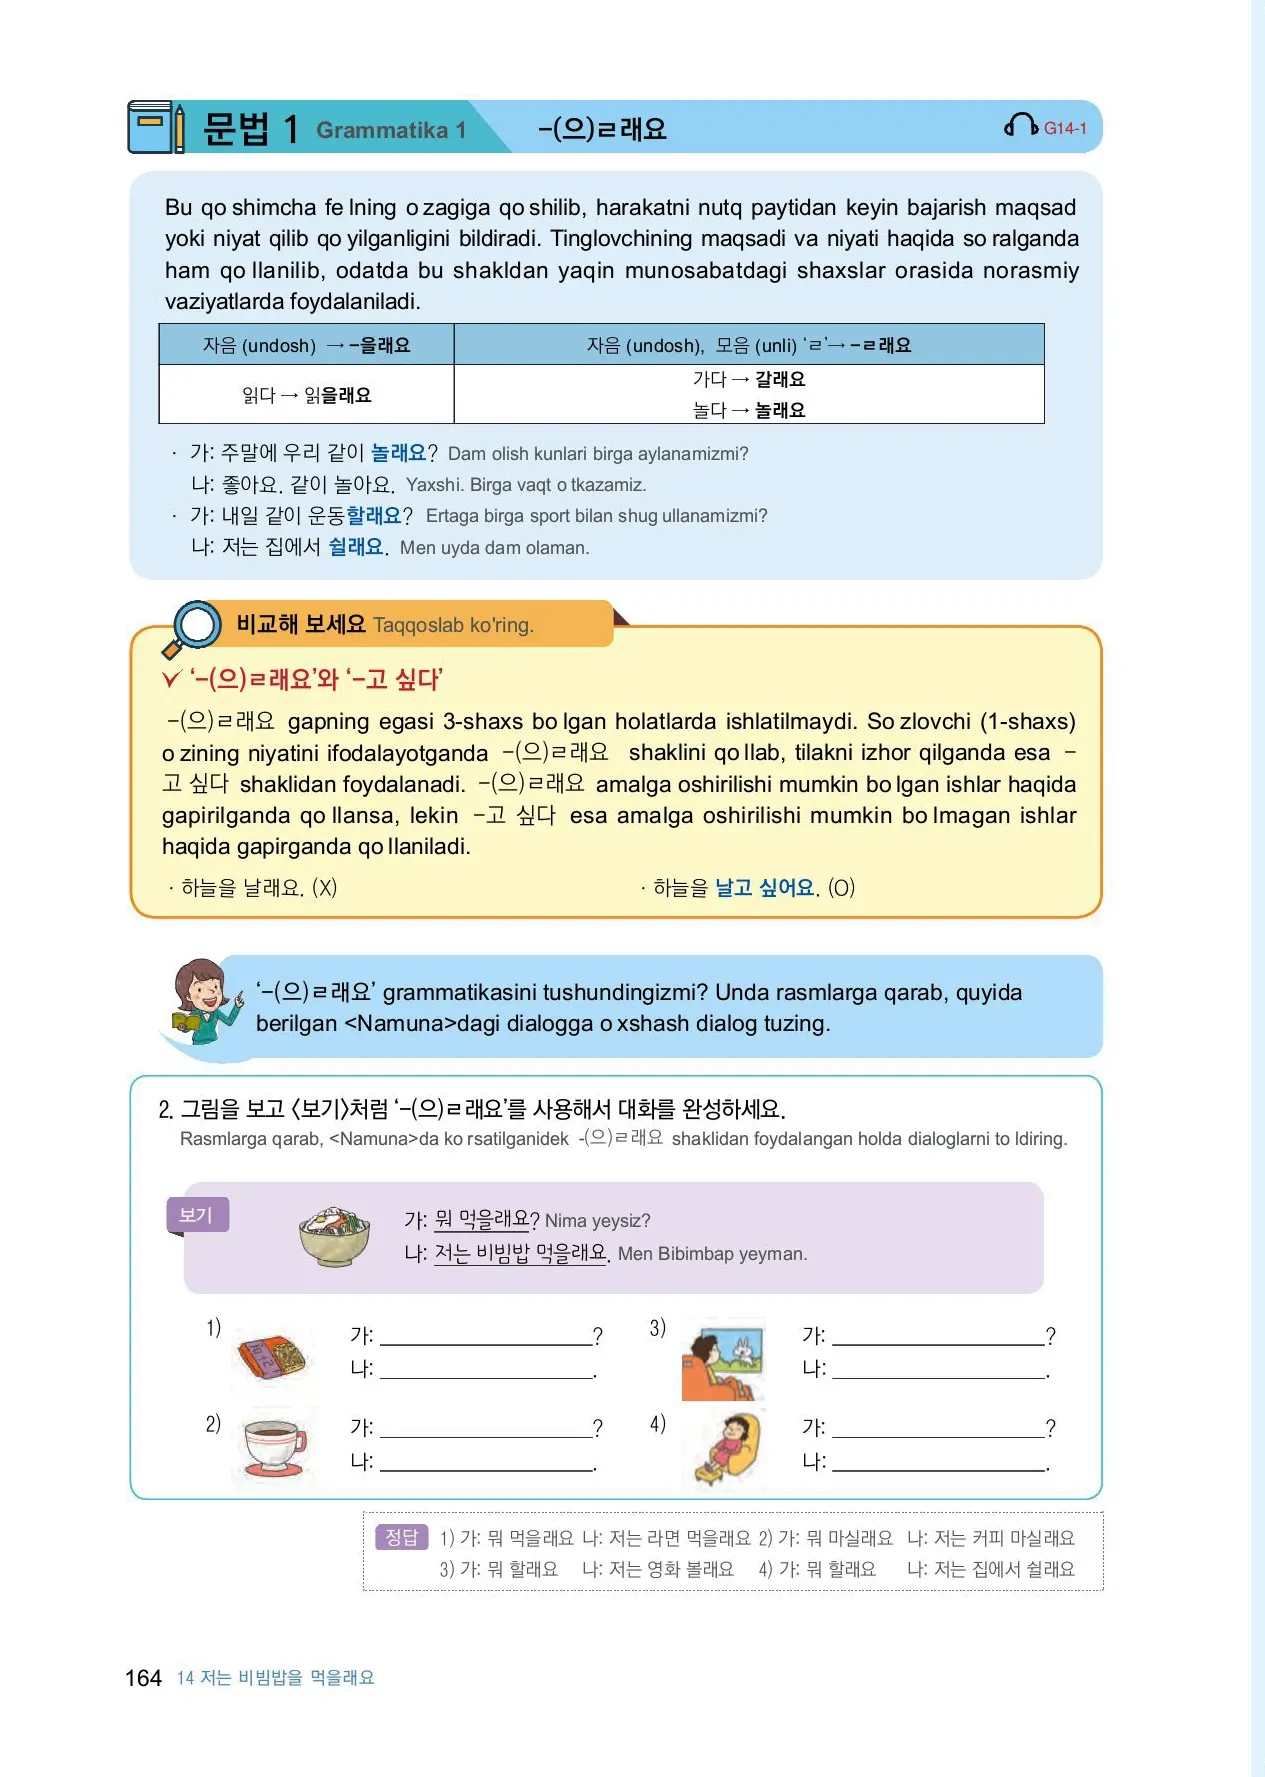 문법 1 Grammatika 1 -(으)ㄹ래요 G14-1
Bu qo shimcha fe lning o zagiga qo shilib, harakatni nutq paytidan keyin bajarish maqsad
yoki niyat qilib qo yilganligini bildiradi. Tinglovchining maqsadi va niyati haqida so ralganda
ham qo llanilib, odatda bu shakldan yaqin munosabatdagi shaxslar orasida norasmiy
vaziyatlarda foydalaniladi.
자음 (undosh) → -을래요 자음 (undosh), 모음 (unli) ‘ㄹ’→ -ㄹ래요
읽다 → 읽을래요 가다 → 갈래요
놀다 → 놀래요
· 가: 주말에 우리 같이 놀래요? Dam olish kunlari birga aylanamizmi?
나: 좋아요. 같이 놀아요. Yaxshi. Birga vaqt o tkazamiz.
· 가: 내일 같이 운동할래요? Ertaga birga sport bilan shug ullanamizmi?
나: 저는 집에서 쉴래요. Men uyda dam olaman.
비교해 보세요 Taqqoslab ko'ring.
‘-(으)ㄹ래요’와 ‘-고 싶다’
-(으)ㄹ래요 gapning egasi 3-shaxs bo lgan holatlarda ishlatilmaydi. So zlovchi (1-shaxs)
o zining niyatini ifodalayotganda -(으)ㄹ래요 shaklini qo llab, tilakni izhor qilganda esa -
고 싶다 shaklidan foydalanadi. -(으)ㄹ래요 amalga oshirilishi mumkin bo lgan ishlar haqida
gapirilganda qo llansa, lekin -고 싶다 esa amalga oshirilishi mumkin bo lmagan ishlar
haqida gapirganda qo llaniladi.
· 하늘을 날래요. (X) · 하늘을 날고 싶어요. (O)
‘-(으)ㄹ래요’ grammatikasini tushundingizmi? Unda rasmlarga qarab, quyida
berilgan <Namuna>dagi dialogga o xshash dialog tuzing.
2. 그림을 보고 〈보기〉처럼 ‘-(으)ㄹ래요’를 사용해서 대화를 완성하세요.
Rasmlarga qarab, <Namuna>da ko rsatilganidek -(으)ㄹ래요 shaklidan foydalangan holda dialoglarni to ldiring.
보기
가: 뭐 먹을래요? Nima yeysiz?
나: 저는 비빔밥 먹을래요. Men Bibimbap yeyman.
1) 가: ____________________?
나: ____________________.
2) 가: ____________________?
나: ____________________.
3) 가: ____________________?
나: ____________________.
4) 가: ____________________?
나: ____________________.
정답 1) 가: 뭐 먹을래요 나: 저는 라면 먹을래요 2) 가: 뭐 마실래요 나: 저는 커피 마실래요
3) 가: 뭐 할래요 나: 저는 영화 볼래요 4) 가: 뭐 할래요 나: 저는 집에서 쉴래요
164 14 저는 비빔밥을 먹을래요